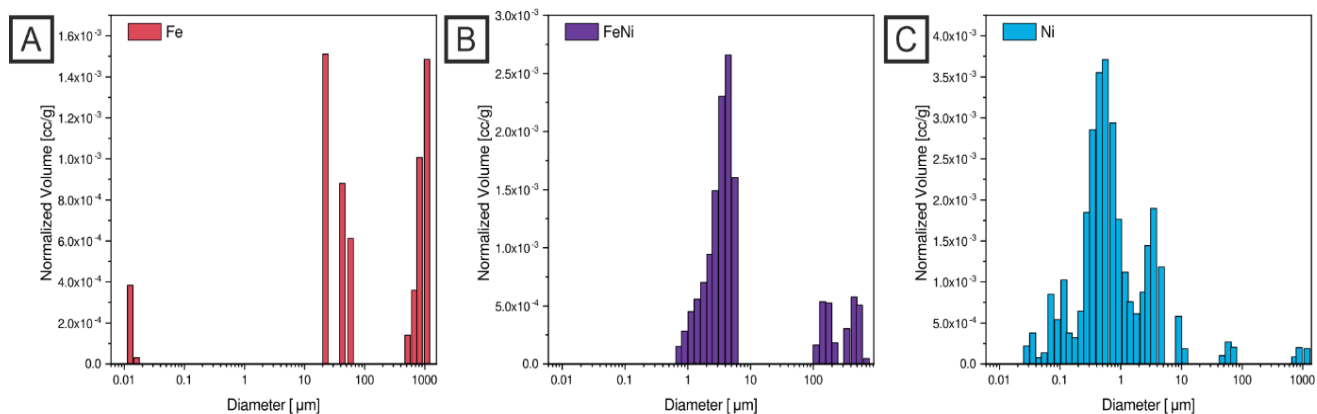 A
Fe
1.6x10⁻³
1.4x10⁻³
1.2x10⁻³
1.0x10⁻³
8.0x10⁻⁴
6.0x10⁻⁴
4.0x10⁻⁴
2.0x10⁻⁴
0.0
Normalized Volume [cc/g]
0.01 0.1 1 10 100 1000
Diameter [ µm]
B
FeNi
3.0x10⁻³
2.5x10⁻³
2.0x10⁻³
1.5x10⁻³
1.0x10⁻³
5.0x10⁻⁴
0.0
Normalized Volume [cc/g]
0.01 0.1 1 10 100
Diameter [ µm]
C
Ni
4.0x10⁻³
3.5x10⁻³
3.0x10⁻³
2.5x10⁻³
2.0x10⁻³
1.5x10⁻³
1.0x10⁻³
5.0x10⁻⁴
0.0
Normalized Volume [cc/g]
0.01 0.1 1 10 100 1000
Diameter [ µm]